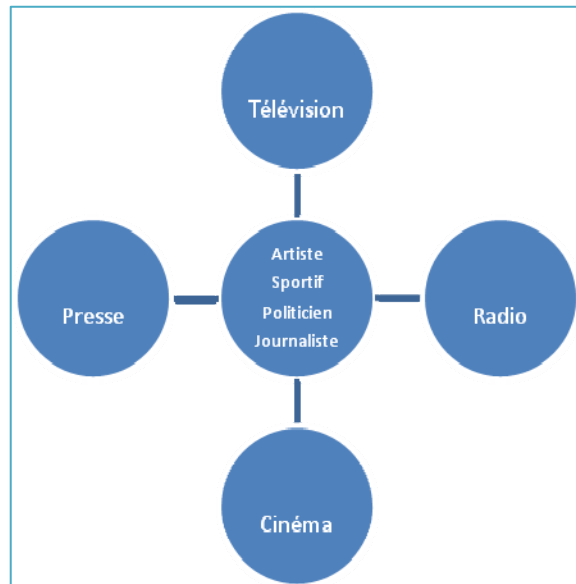 Télévision
Presse
Artiste
Sportif
Politicien
Journaliste
Radio
Cinéma